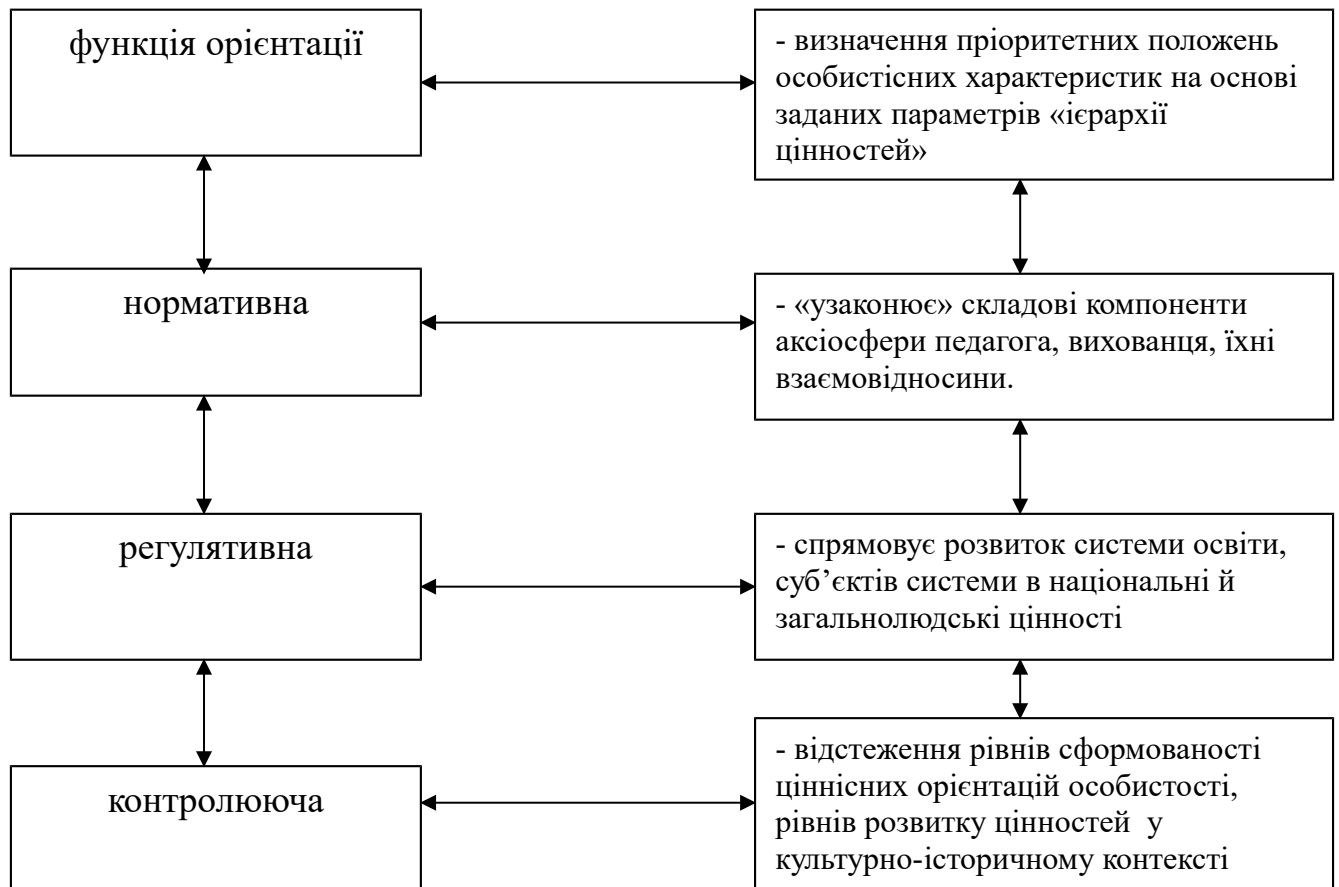 функція орієнтації
- визначення пріоритетних положень
особистісних характеристик на основі
заданих параметрів «ієрархії
цінностей»
нормативна
- «узаконює» складові компоненти
аксіосфери педагога, вихованця, їхні
взаємовідносини.
регулятивна
- спрямовує розвиток системи освіти,
суб’єктів системи в національні й
загальнолюдські цінності
контролююча
- відстеження рівнів сформованості
ціннісних орієнтацій особистості,
рівнів розвитку цінностей у
культурно-історичному контексті